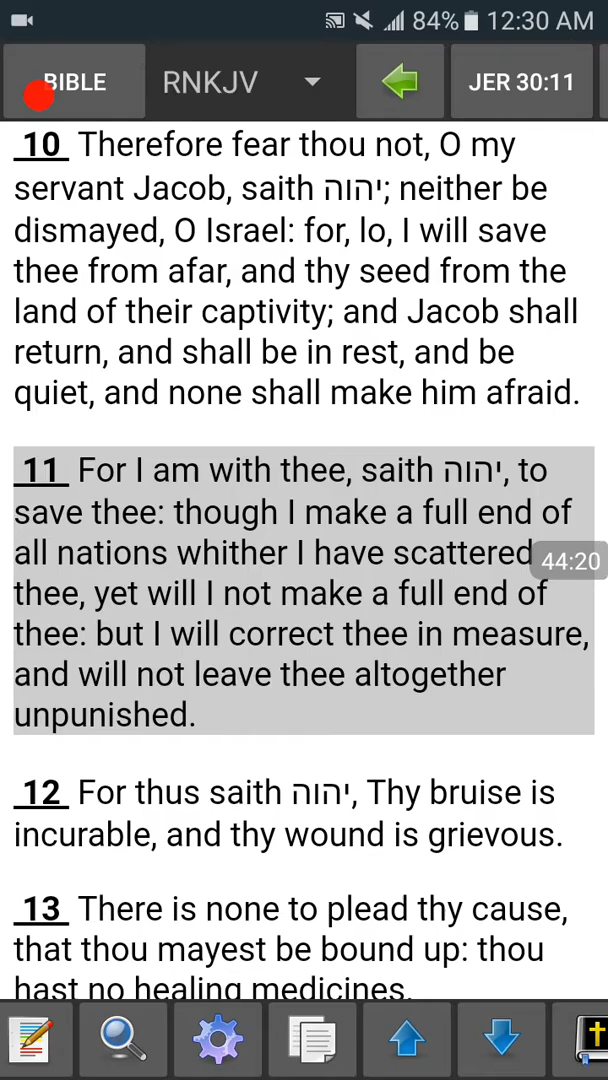 84% 12:30 AM
BIBLE RNKJV JER 30:11
10 Therefore fear thou not, O my
servant Jacob, saith יהוה; neither be
dismayed, O Israel: for, lo, I will save
thee from afar, and thy seed from the
land of their captivity; and Jacob shall
return, and shall be in rest, and be
quiet, and none shall make him afraid.
11 For I am with thee, saith יהוה, to
save thee: though I make a full end of
all nations whither I have scattered
44:20
thee, yet will I not make a full end of
thee: but I will correct thee in measure,
and will not leave thee altogether
unpunished.
12 For thus saith יהוה, Thy bruise is
incurable, and thy wound is grievous.
13 There is none to plead thy cause,
that thou mayest be bound up: thou
hast no healing medicines.